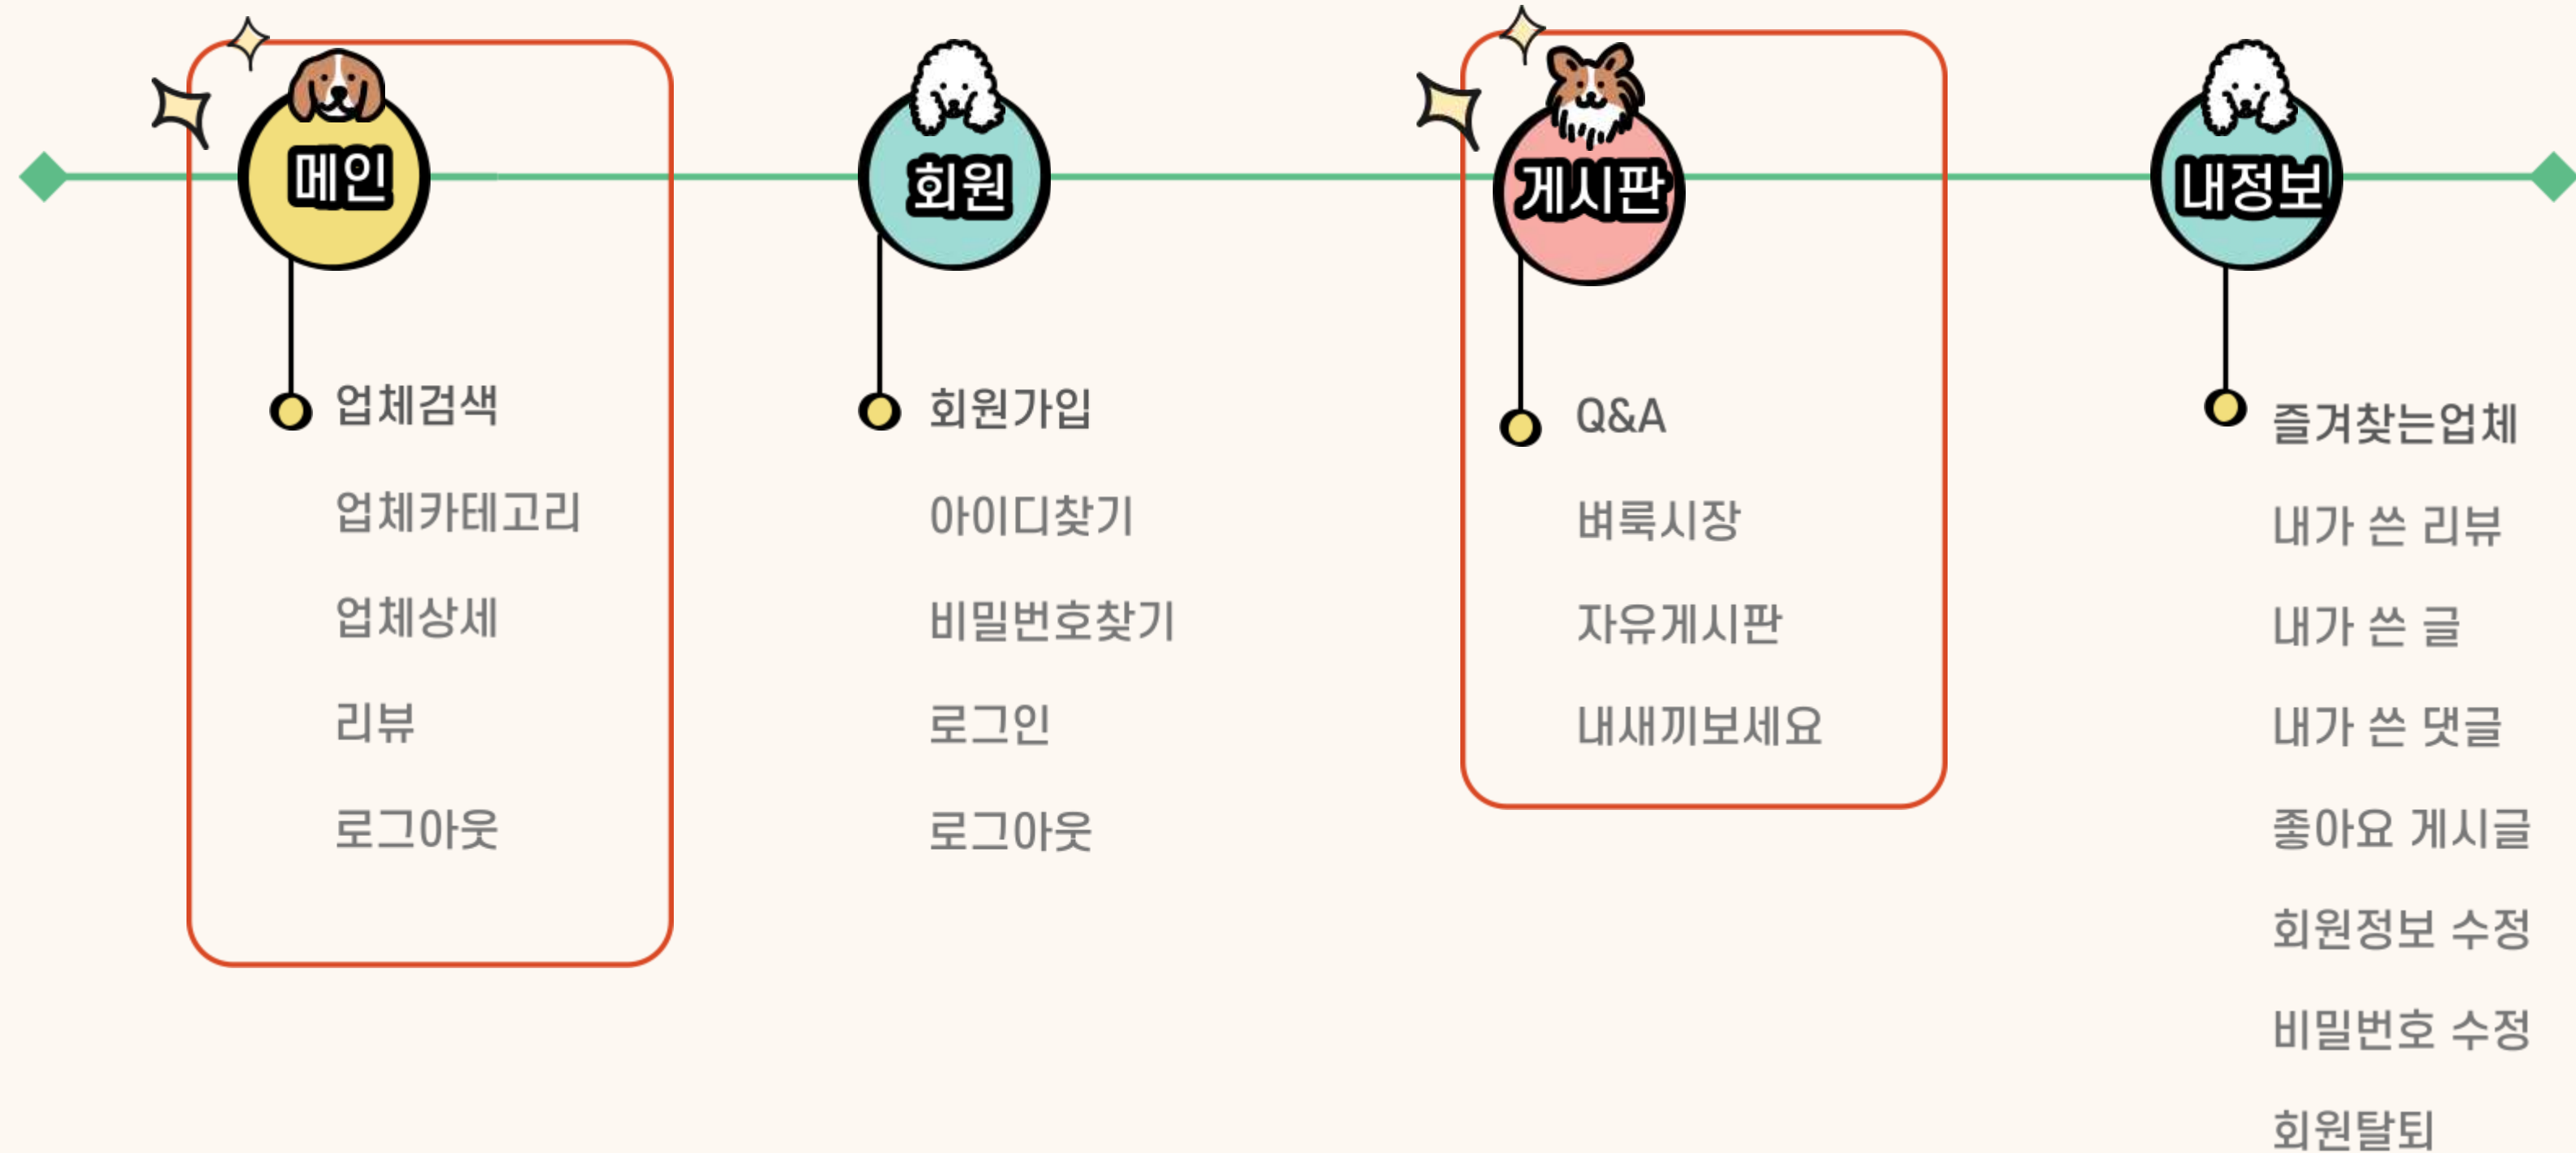 메인
업체검색
업체카테고리
업체상세
리뷰
로그아웃
회원
회원가입
아이디찾기
비밀번호찾기
로그인
로그아웃
게시판
Q&A
벼룩시장
자유게시판
내새끼보세요
내정보
즐겨찾는업체
내가 쓴 리뷰
내가 쓴 글
내가 쓴 댓글
좋아요 게시글
회원정보 수정
비밀번호 수정
회원탈퇴